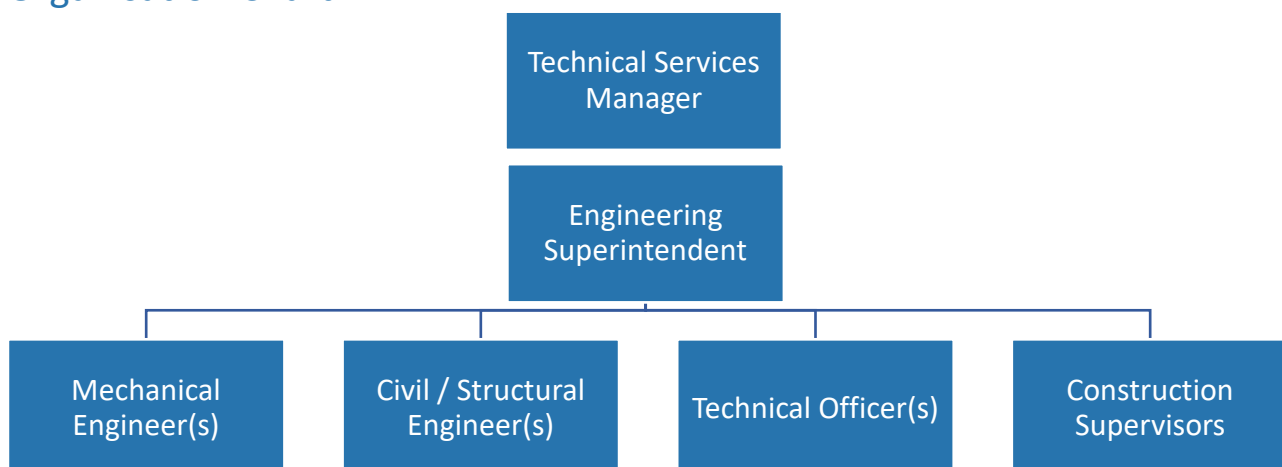 Technical Services
Manager
Engineering
Superintendent
Mechanical
Engineer(s)
Civil / Structural
Engineer(s)
Technical Officer(s)
Construction
Supervisors